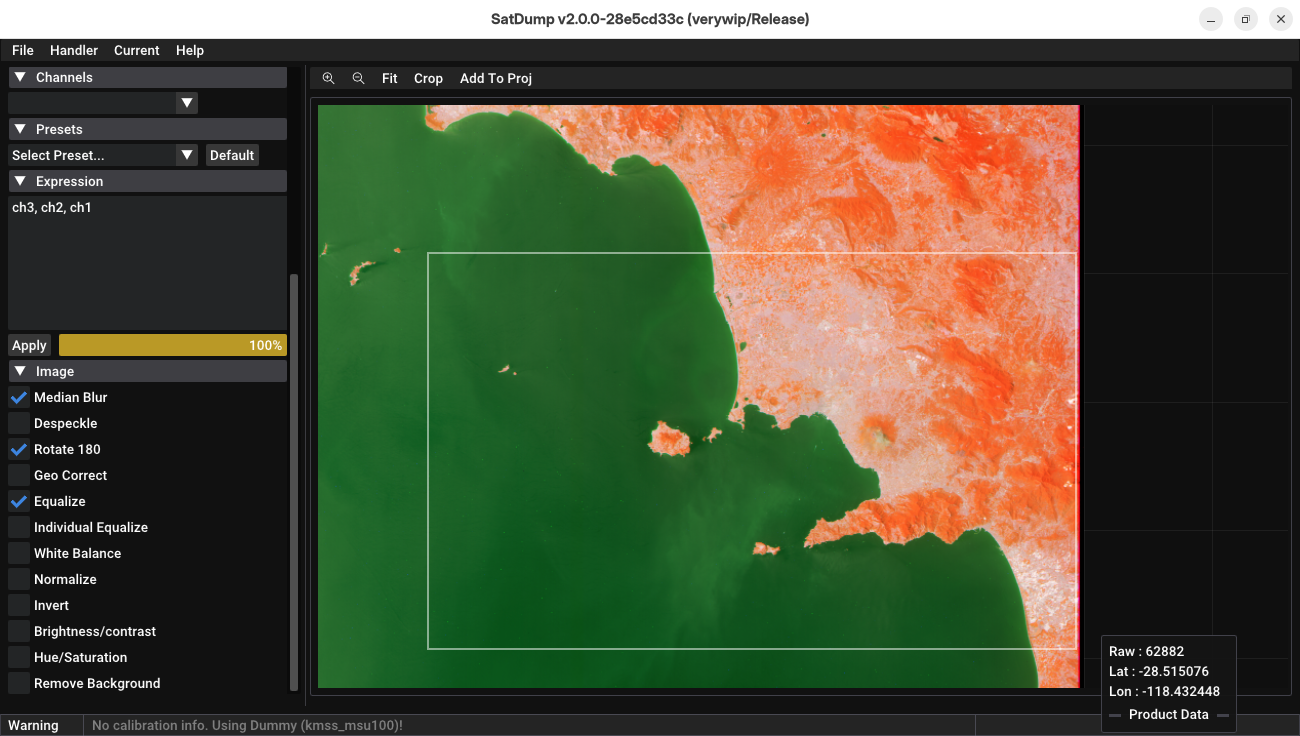 SatDump v2.0.0-28e5cd33c (verywip/Release)
File Handler Current Help
Channels
Presets
Select Preset... Default
Expression
ch3, ch2, ch1
Apply 100%
Image
Median Blur
Despeckle
Rotate 180
Geo Correct
Equalize
Individual Equalize
White Balance
Normalize
Invert
Brightness/contrast
Hue/Saturation
Remove Background
Fit Crop Add To Proj
Raw : 62882
Lat : -28.515076
Lon : -118.432448
Product Data
Warning No calibration info. Using Dummy (kmss_msu100)!